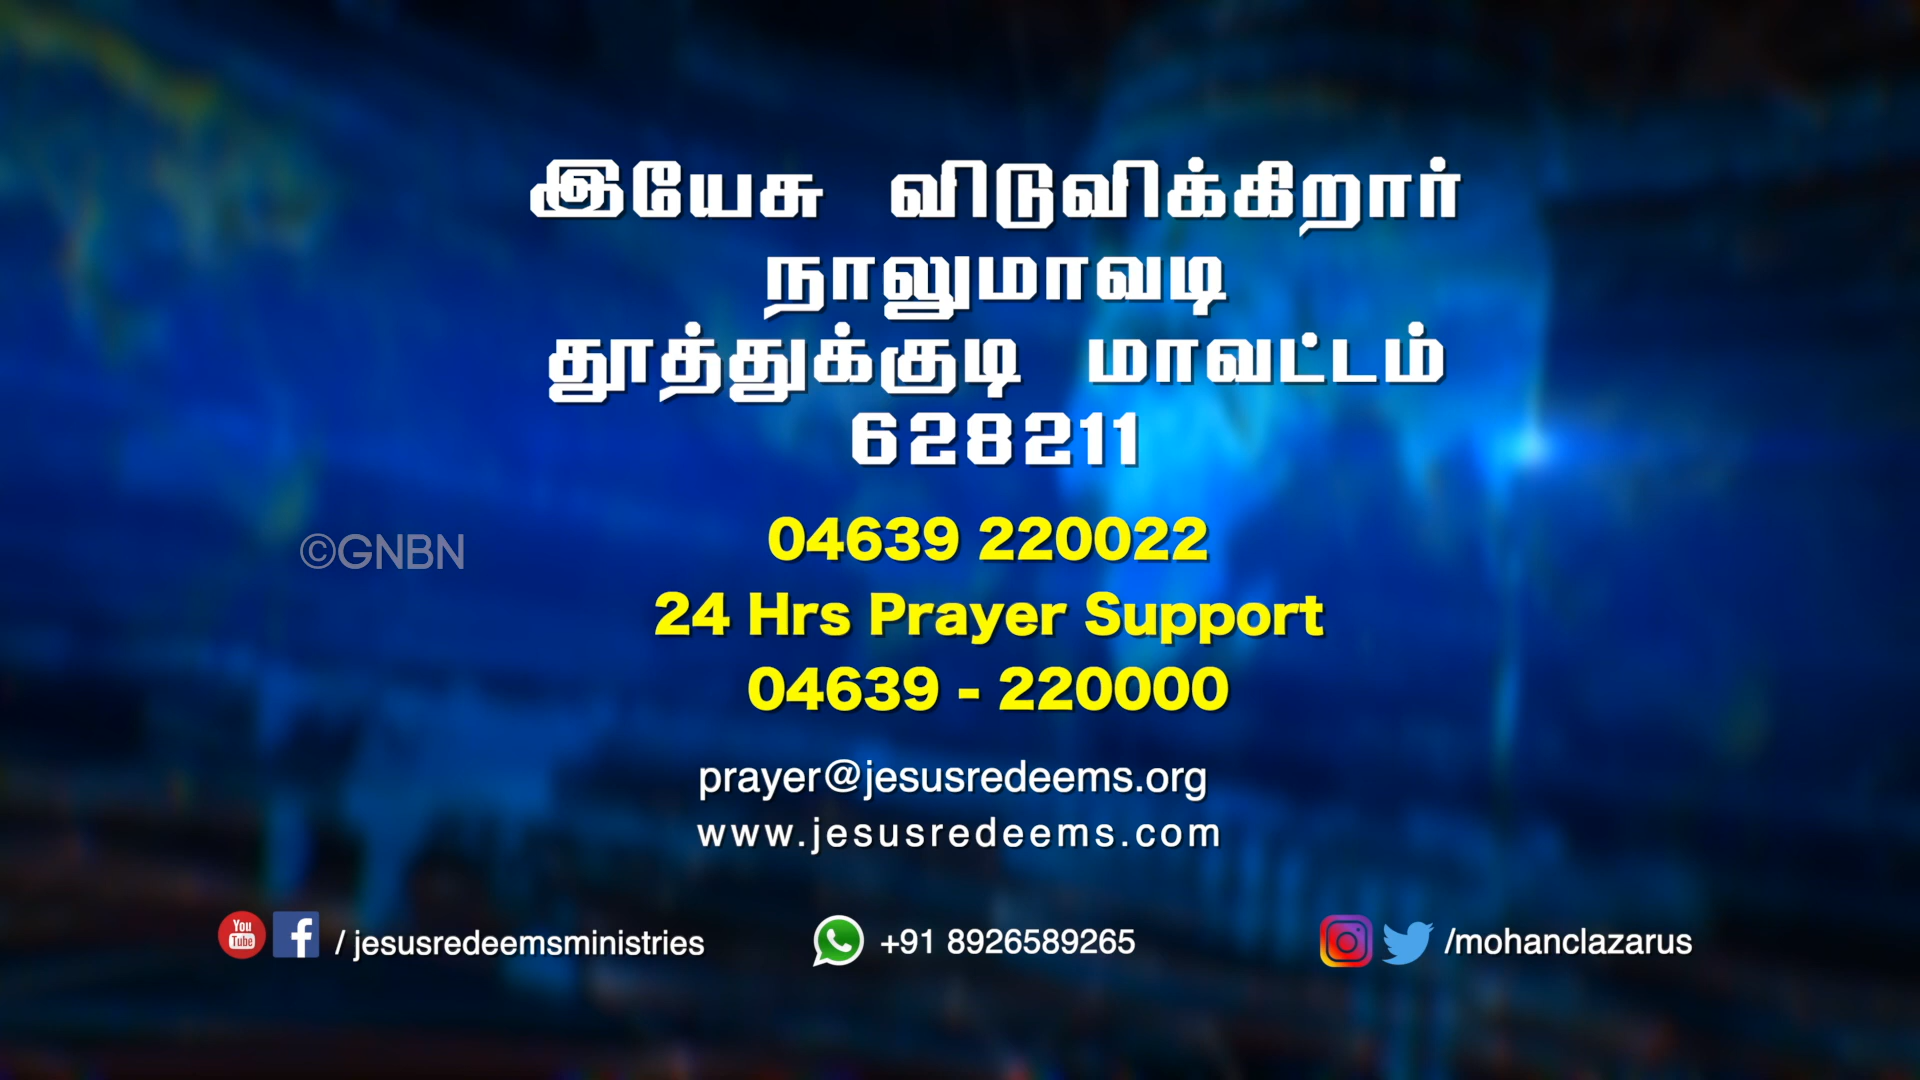 இயேசு விடுவிக்கிறார்
நாலுமாவடி
தூத்துக்குடி மாவட்டம்
628211
04639 220022
©GNBN
24 Hrs Prayer Support
04639 - 220000
prayer@jesusredeems.org
www.jesusredeems.com
You Tube f / jesusredeemsministries
+91 8926589265
/mohanclazarus